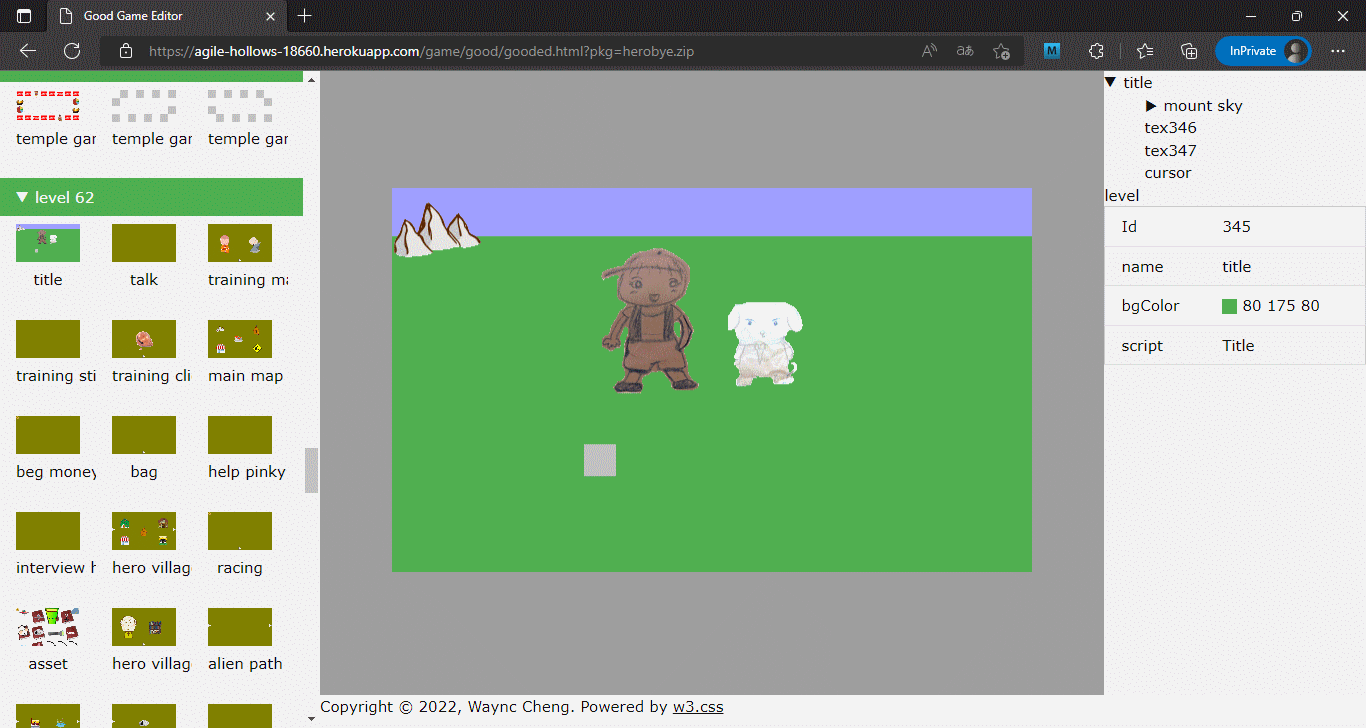 Good Game Editor
https://agile-hollows-18660.herokuapp.com/game/good/gooded.html?pkg=herobye.zip
InPrivate
temple gar temple gar temple gar
level 62
title talk training ma
training sti training cli main map
beg money bag help pinky
interview h hero villag racing
asset hero villag alien path
title
mount sky
tex346
tex347
cursor
level
Id 345
name title
bgColor 80 175 80
script Title
Copyright © 2022, Waync Cheng. Powered by w3.css